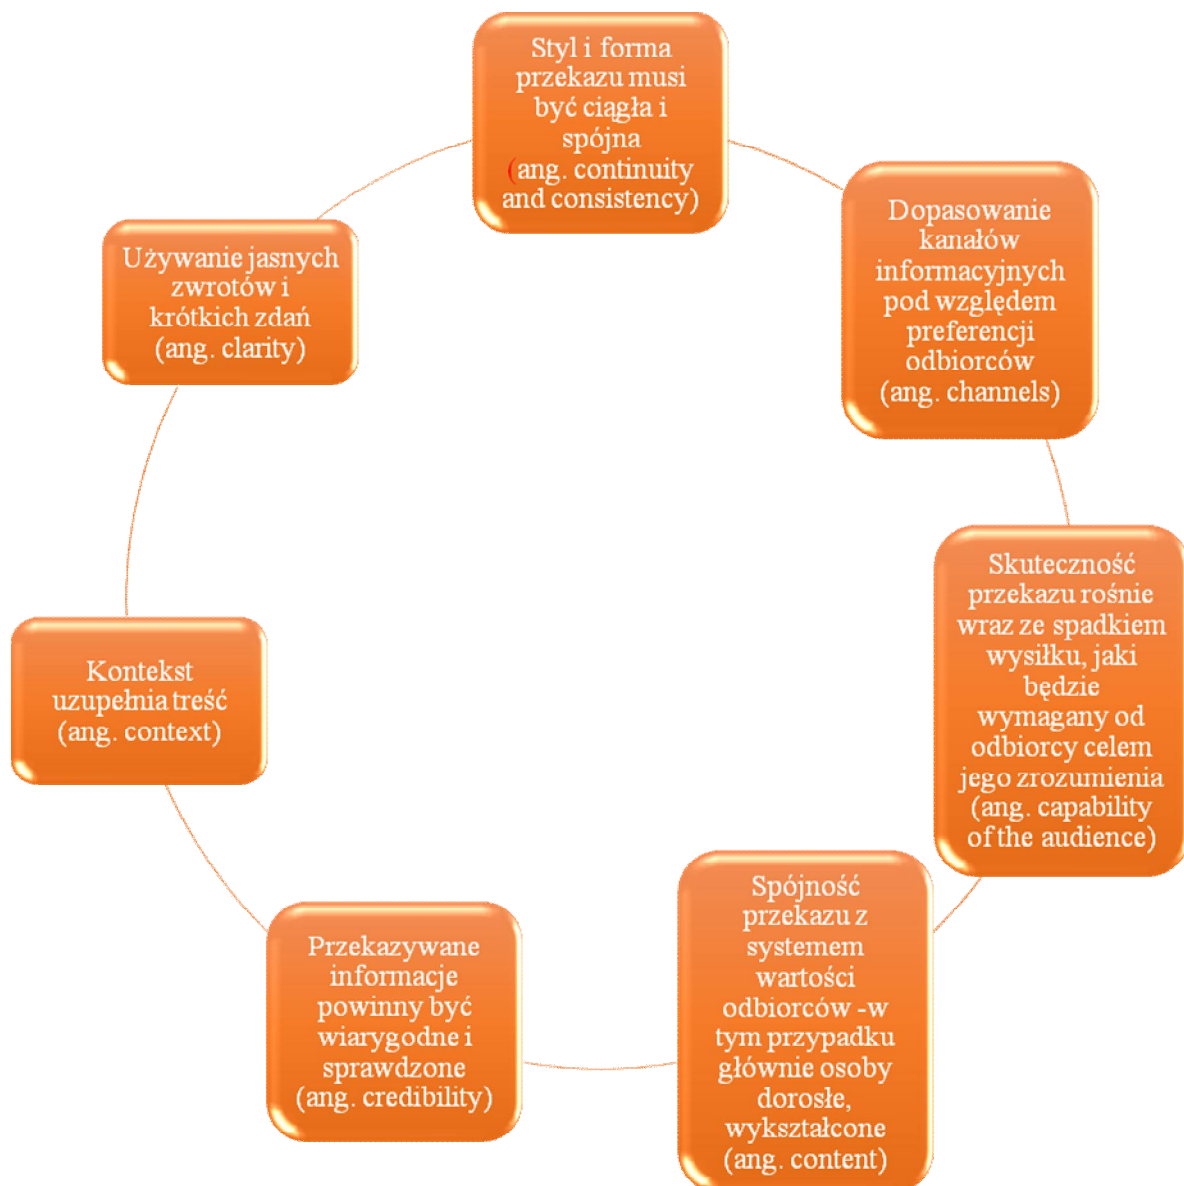 Styl i forma
przekazu musi
być ciągła i
spójna
(ang. continuity
and consistency)
Dopasowanie
kanałów
informacyjnych
pod względem
preferencji
odbiorców
(ang. channels)
Skuteczność
przekazu rośnie
wraz ze spadkiem
wysiłku, jaki
będzie
wymagany od
odbiorcy celem
jego zrozumienia
(ang. capability
of the audience)
Spójność
przekazu z
systemem
wartości
odbiorców -w
tym przypadku
głównie osoby
dorosłe,
wykształcone
(ang. content)
Przekazywane
informacje
powinny być
wiarygodne i
sprawdzone
(ang. credibility)
Kontekst
uzupełnia treść
(ang. context)
Używanie jasnych
zwrotów i
krótkich zdań
(ang. clarity)